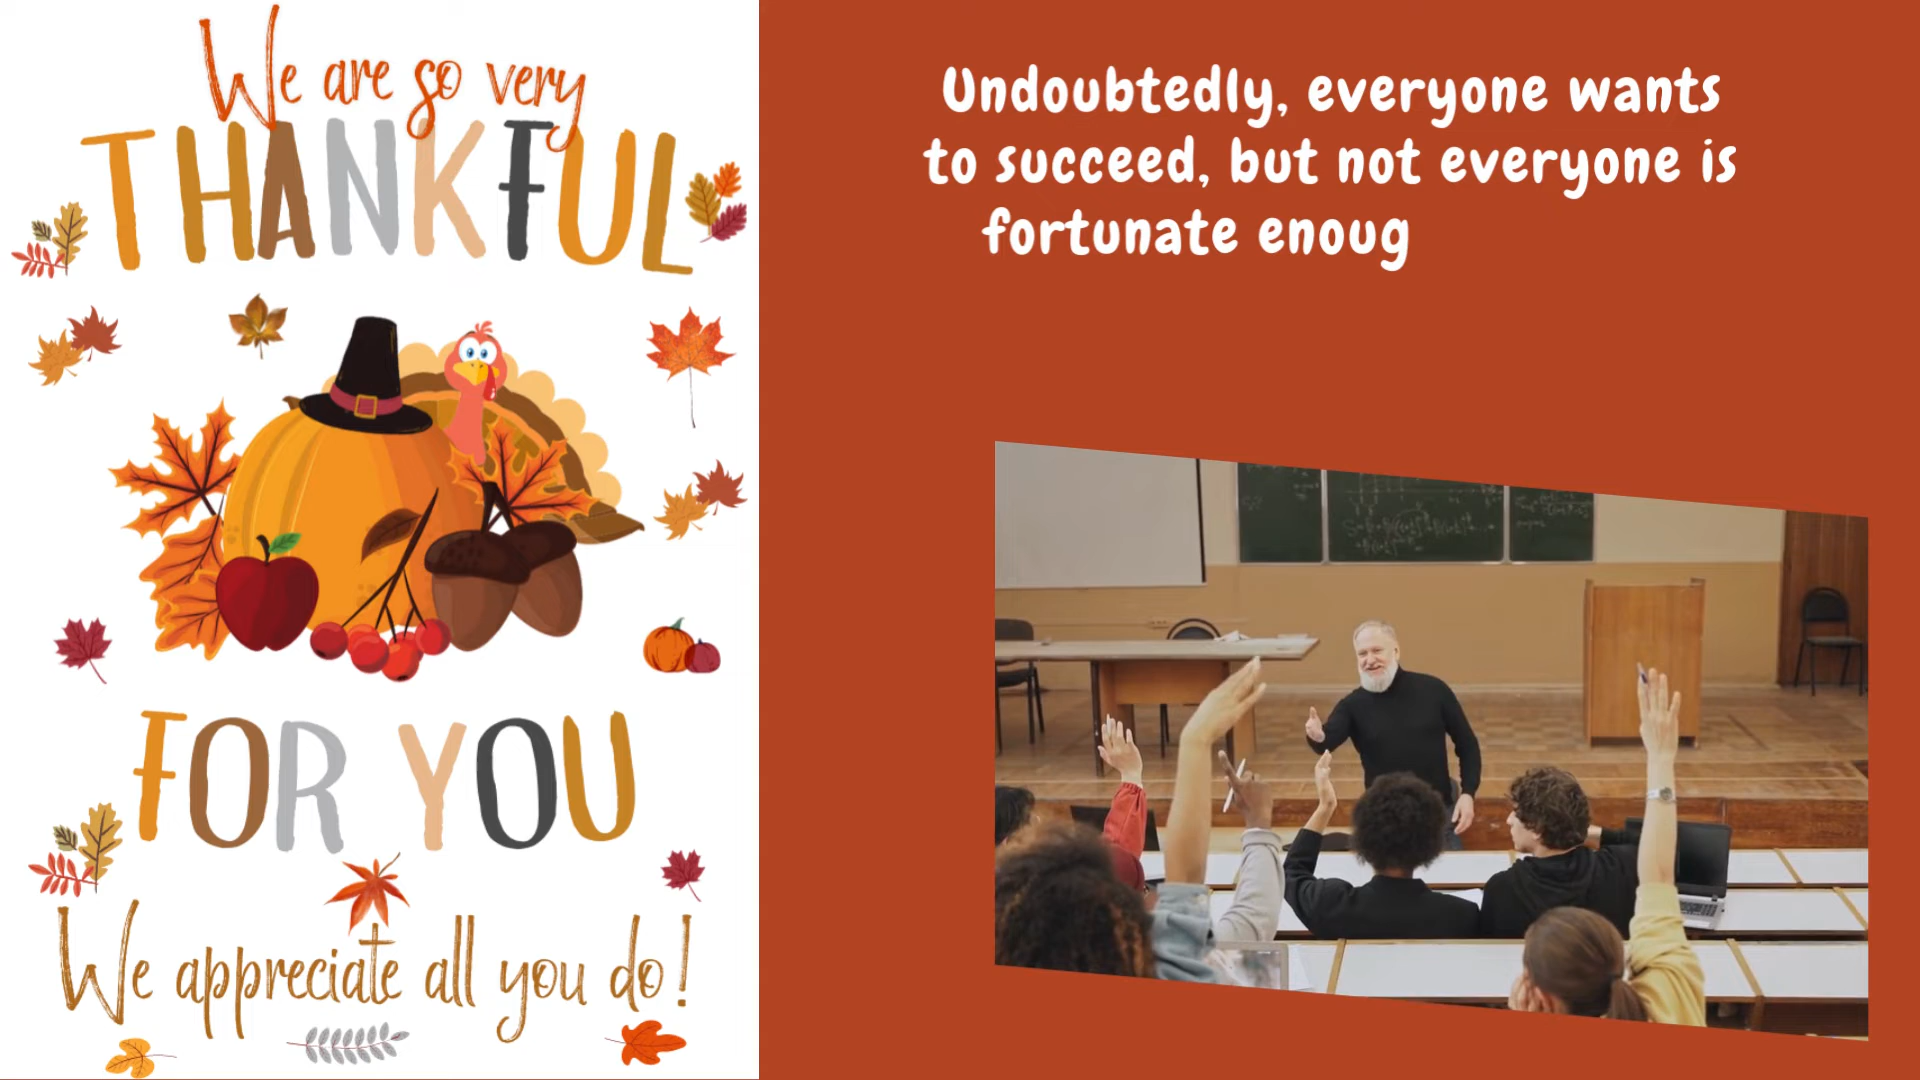 We are so very
THANKFUL
FOR YOU
We appreciate all you do!
Undoubtedly, everyone wants
to succeed, but not everyone is
fortunate enoug